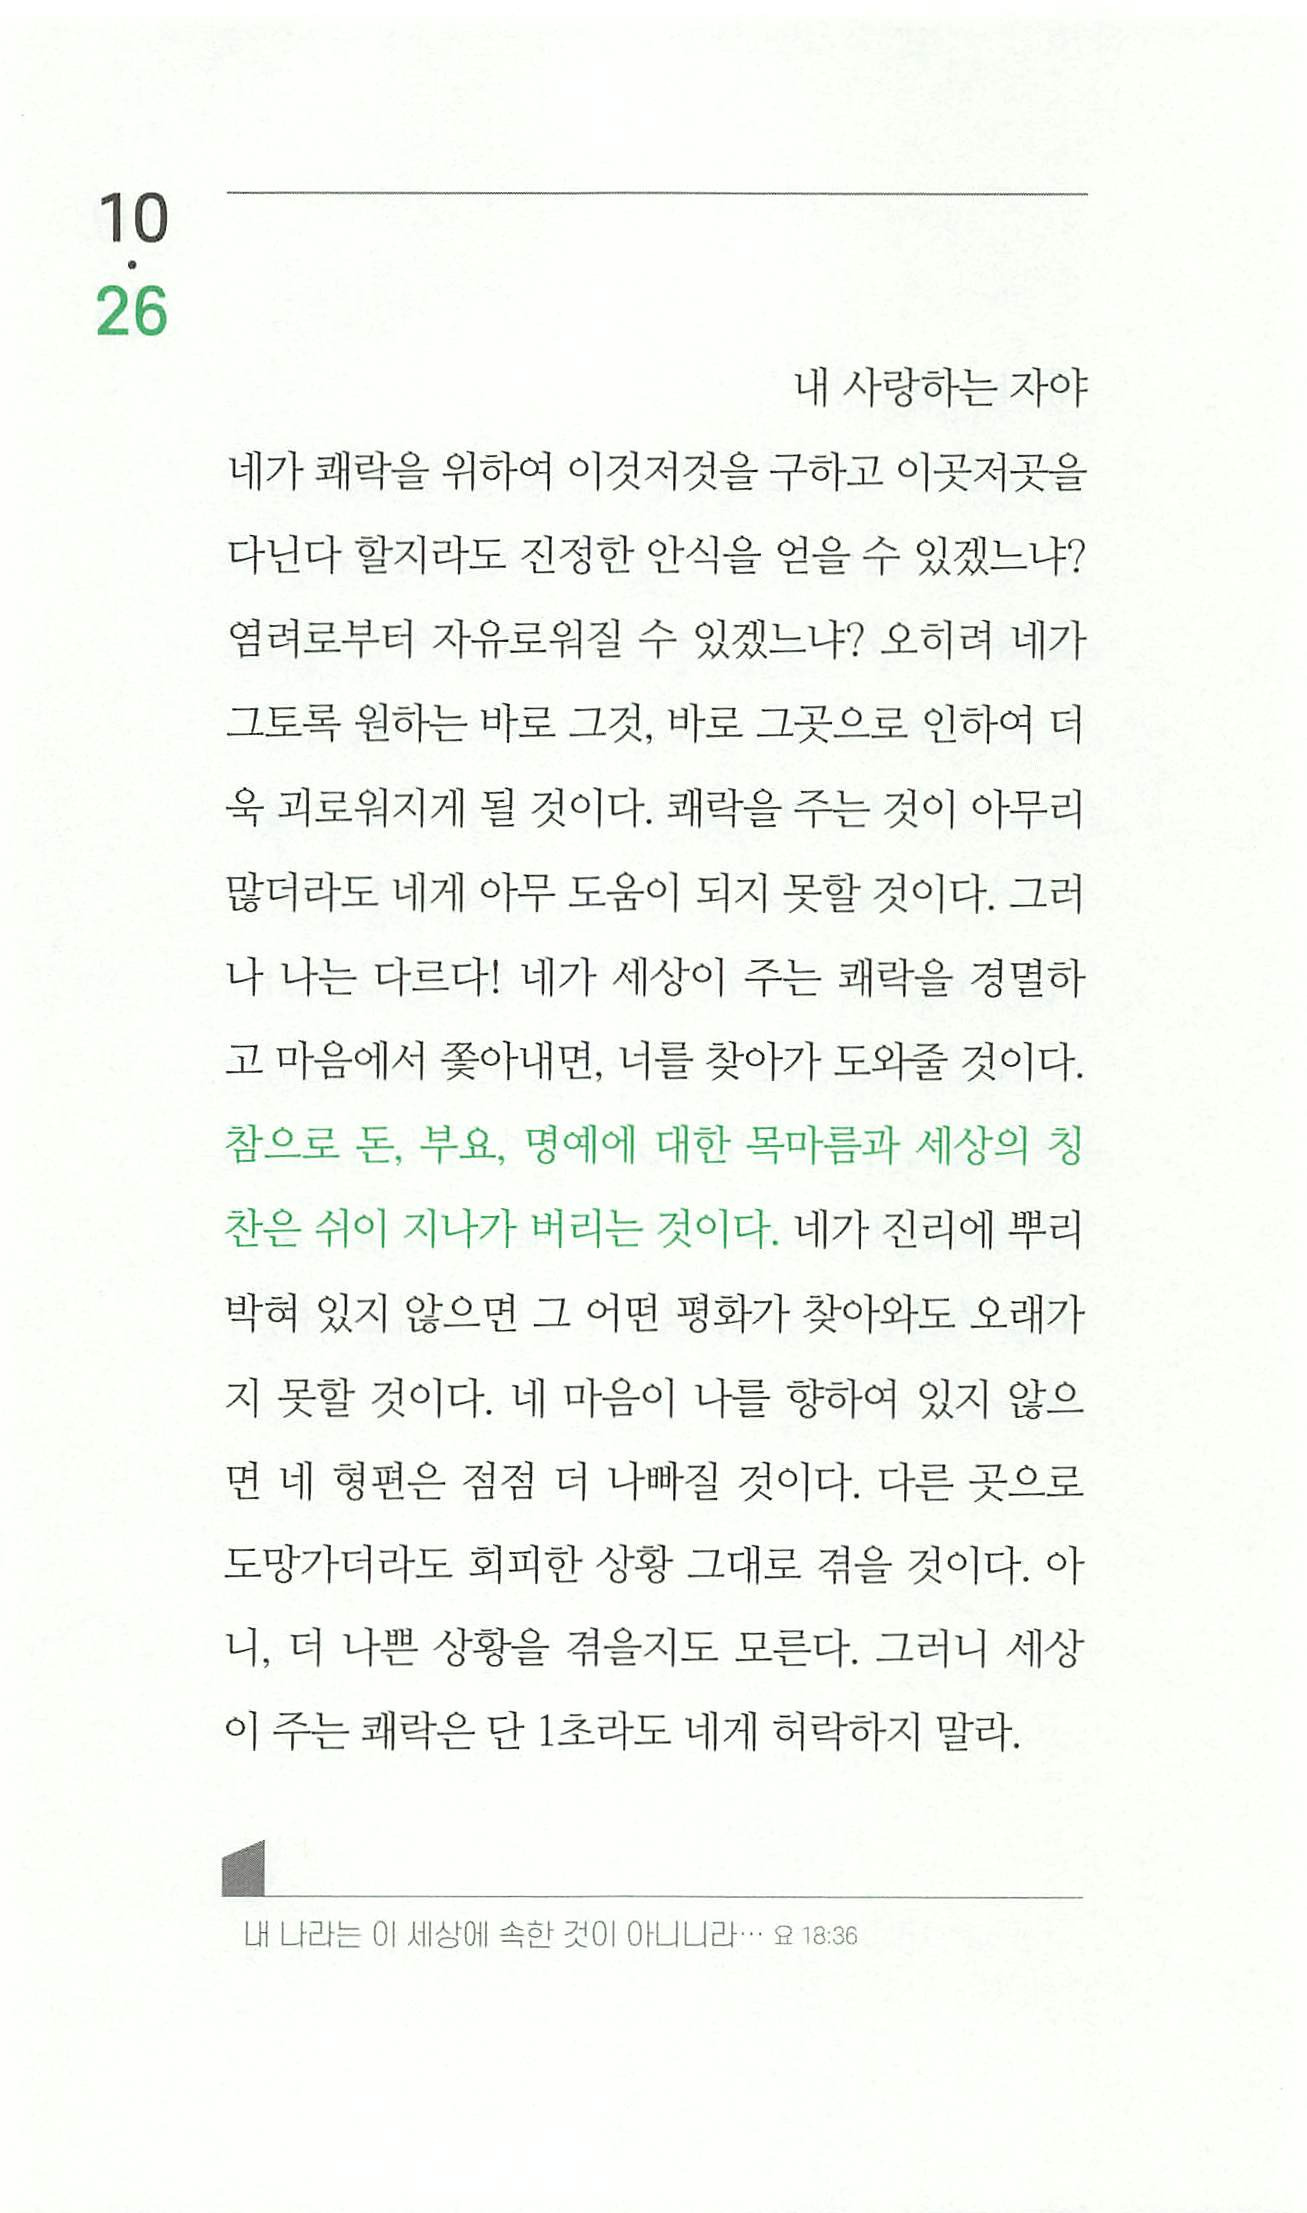 10
·
26
내 사랑하는 자야
네가 쾌락을 위하여 이것저것을 구하고 이곳저곳을
다닌다 할지라도 진정한 안식을 얻을 수 있겠느냐?
염려로부터 자유로워질 수 있겠느냐? 오히려 네가
그토록 원하는 바로 그것, 바로 그곳으로 인하여 더
욱 괴로워지게 될 것이다. 쾌락을 주는 것이 아무리
많더라도 네게 아무 도움이 되지 못할 것이다. 그러
나 나는 다르다! 네가 세상이 주는 쾌락을 경멸하
고 마음에서 쫓아내면, 너를 찾아가 도와줄 것이다.
참으로 돈, 부요, 명예에 대한 목마름과 세상의 칭
찬은 쉬이 지나가 버리는 것이다. 네가 진리에 뿌리
박혀 있지 않으면 그 어떤 평화가 찾아와도 오래가
지 못할 것이다. 네 마음이 나를 향하여 있지 않으
면 네 형편은 점점 더 나빠질 것이다. 다른 곳으로
도망가더라도 회피한 상황 그대로 겪을 것이다. 아
니, 더 나쁜 상황을 겪을지도 모른다. 그러니 세상
이 주는 쾌락은 단 1초라도 네게 허락하지 말라.
내 나라는 이 세상에 속한 것이 아니니라… 요 18:36